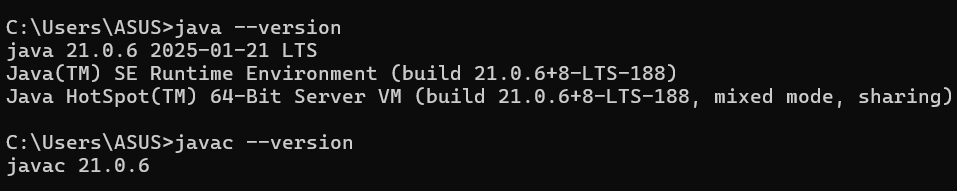 C:\Users\ASUS>java --version
java 21.0.6 2025-01-21 LTS
Java(TM) SE Runtime Environment (build 21.0.6+8-LTS-188)
Java HotSpot(TM) 64-Bit Server VM (build 21.0.6+8-LTS-188, mixed mode, sharing)
C:\Users\ASUS>javac --version
javac 21.0.6